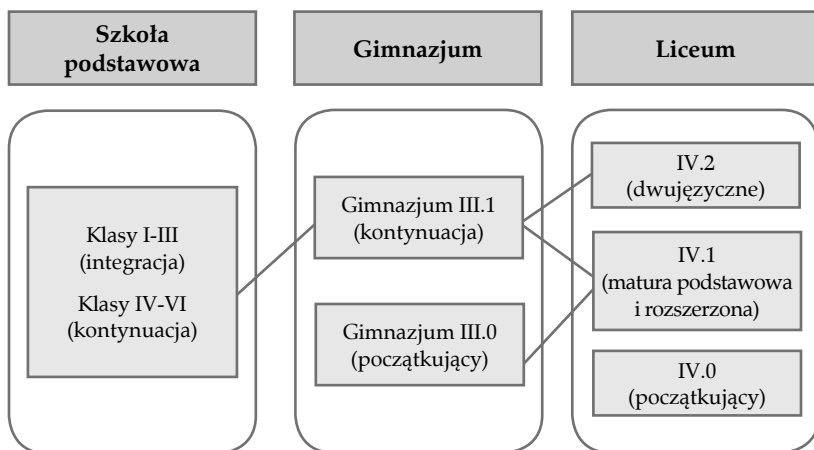 Szkoła
podstawowa
Gimnazjum
Liceum
Klasy I-III
(integracja)
Klasy IV-VI
(kontynuacja)
Gimnazjum III.1
(kontynuacja)
Gimnazjum III.0
(początkujący)
IV.2
(dwujęzyczne)
IV.1
(matura podstawowa
i rozszerzona)
IV.0
(początkujący)